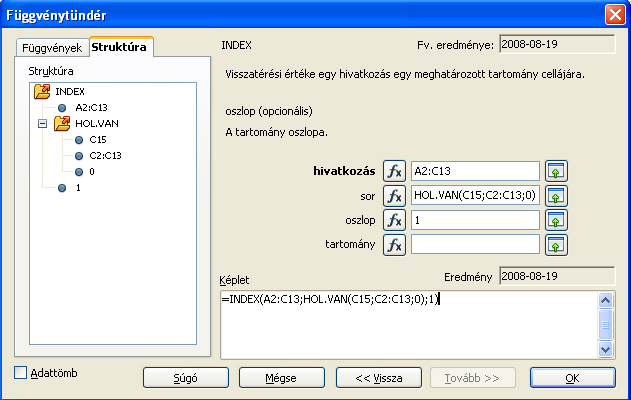 Függvénytündér
Függvények
Struktúra
Struktúra
INDEX
A2:C13
HOL.VAN
C15
C2:C13
0
1
INDEX
Fv. eredménye:
2008-08-19
Visszatérési értéke egy hivatkozás egy meghatározott tartomány cellájára.
oszlop (opcionális)
A tartomány oszlopa.
hivatkozás
fx
A2:C13
sor
fx
HOL.VAN(C15;C2:C13;0)
oszlop
fx
1
tartomány
fx
Képlet
Eredmény
2008-08-19
=INDEX(A2:C13;HOL.VAN(C15;C2:C13;0);1)
Adattömb
Súgó
Mégse
<< Vissza
Tovább >>
OK